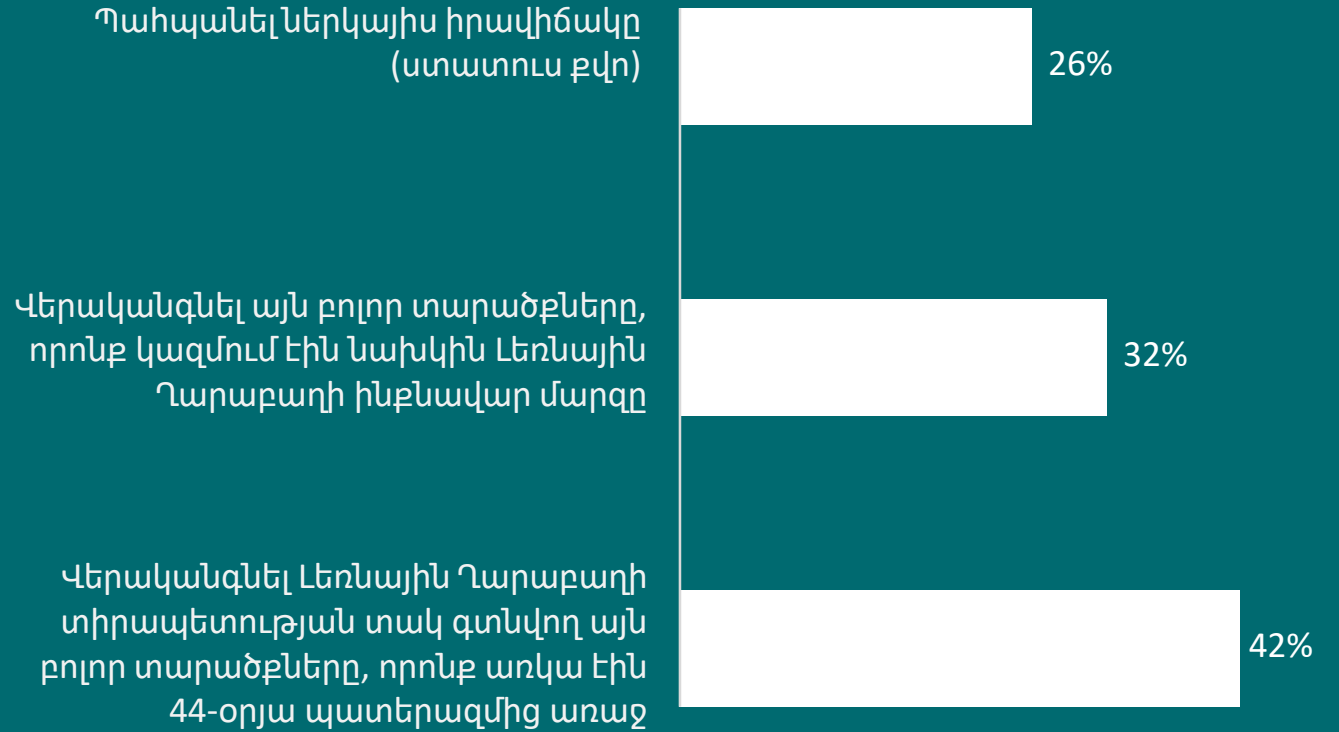 Պահպանել ներկայիս իրավիճակը
(ստատուս քվո)
26%
Վերականգնել այն բոլոր տարածքները,
որոնք կազմում էին նախկին Լեռնային
Ղարաբաղի ինքնավար մարզը
32%
Վերականգնել Լեռնային Ղարաբաղի
տիրապետության տակ գտնվող այն
բոլոր տարածքները, որոնք առկա էին
44-օրյա պատերազմից առաջ
42%